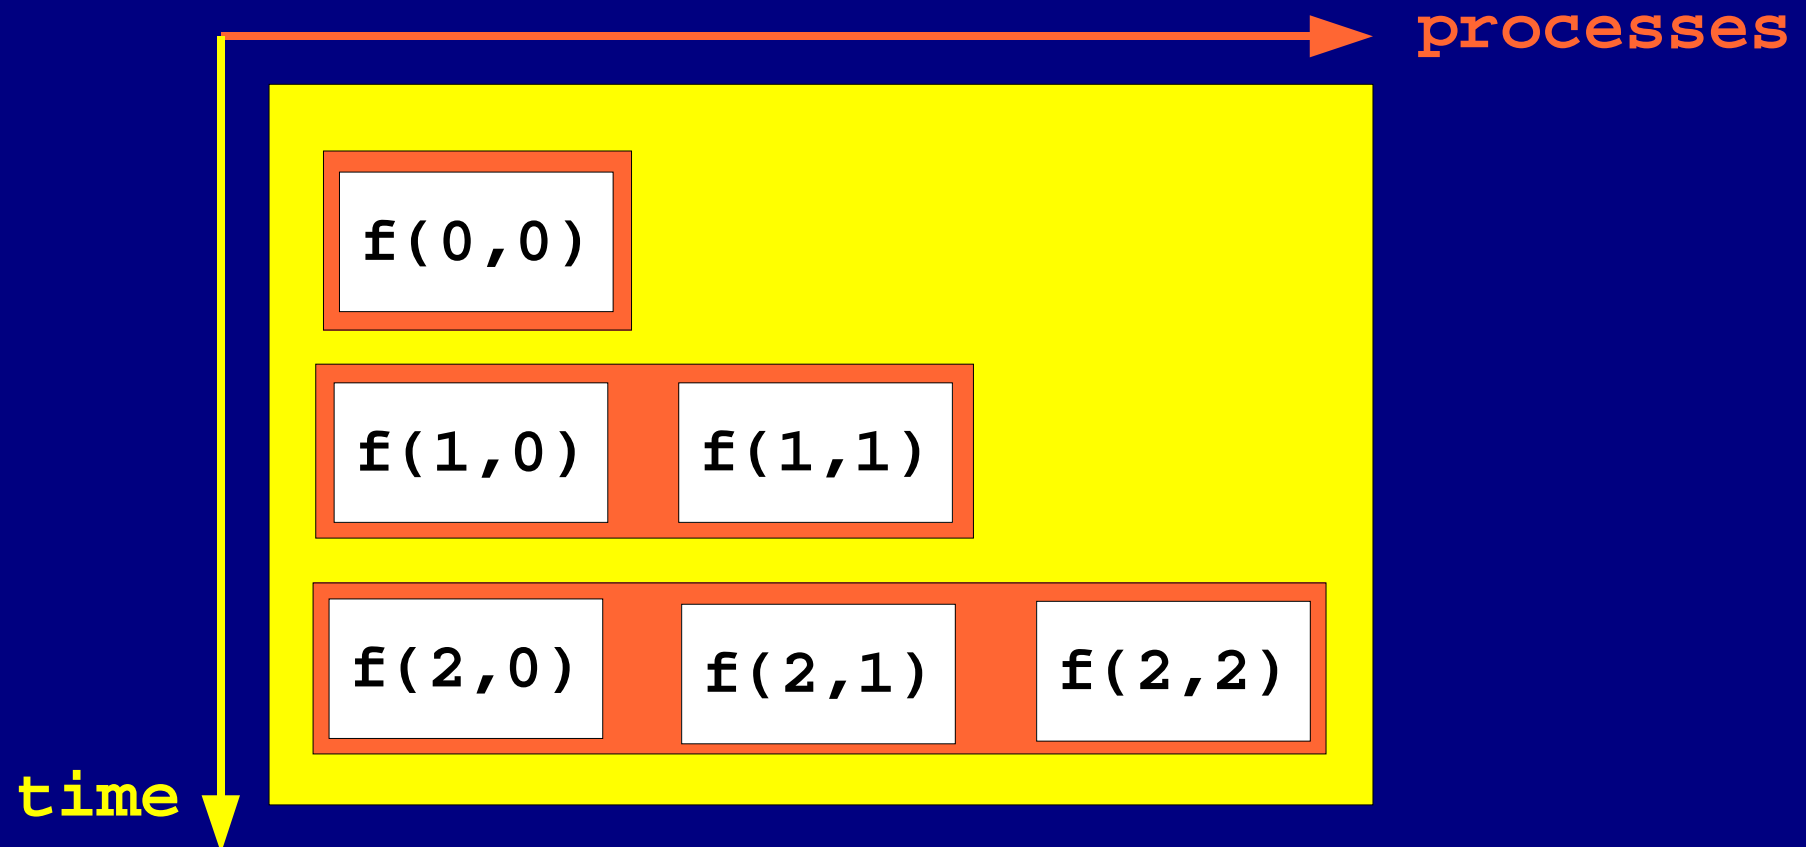 processes
f(0,0)
f(1,0) f(1,1)
f(2,0) f(2,1) f(2,2)
time